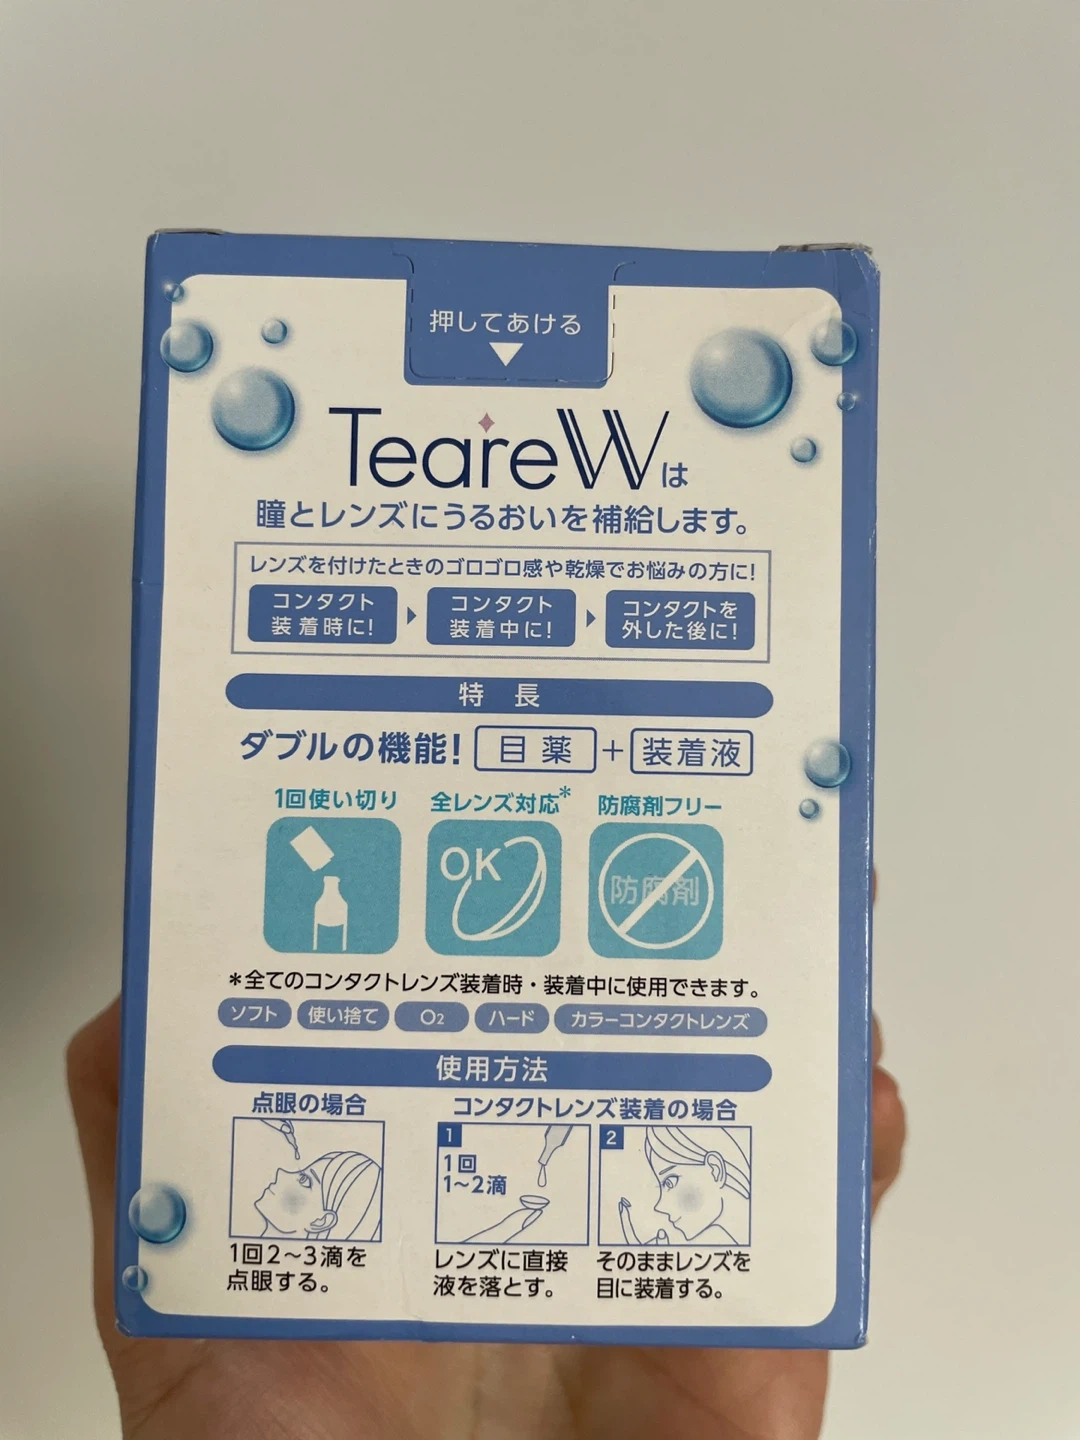 押してあける
TeareWは
瞳とレンズにうるおいを補給します。
レンズを付けたときのゴロゴロ感や乾燥でお悩みの方に!
コンタクト
装着時に!
コンタクト
装着中に!
コンタクトを
外した後に!
特長
ダブルの機能! 目薬+装着液
1回使い切り
全レンズ対応*
防腐剤フリー
OK
防腐剤
*全てのコンタクトレンズ装着時・装着中に使用できます。
ソフト 使い捨て O2 ハード カラーコンタクトレンズ
使用方法
点眼の場合
1回2〜3滴を
点眼する。
コンタクトレンズ装着の場合
1
1回
1〜2滴
レンズに直接
液を落とす。
2
そのままレンズを
目に装着する。